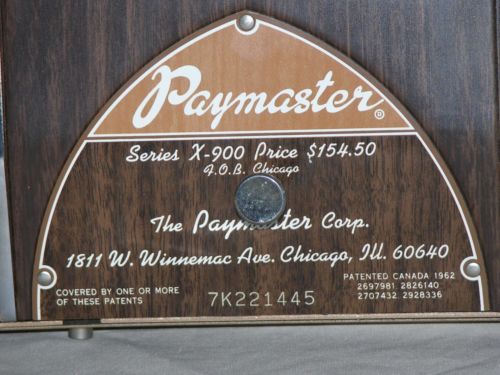 Paymaster®
Series X-900 Price $154.50
F.O.B. Chicago
The Paymaster Corp.
1811 W. Winnemac Ave. Chicago, Ill. 60640
COVERED BY ONE OR MORE
OF THESE PATENTS
7K221445
PATENTED CANADA 1962
2697981 2826140
2707432 2928336